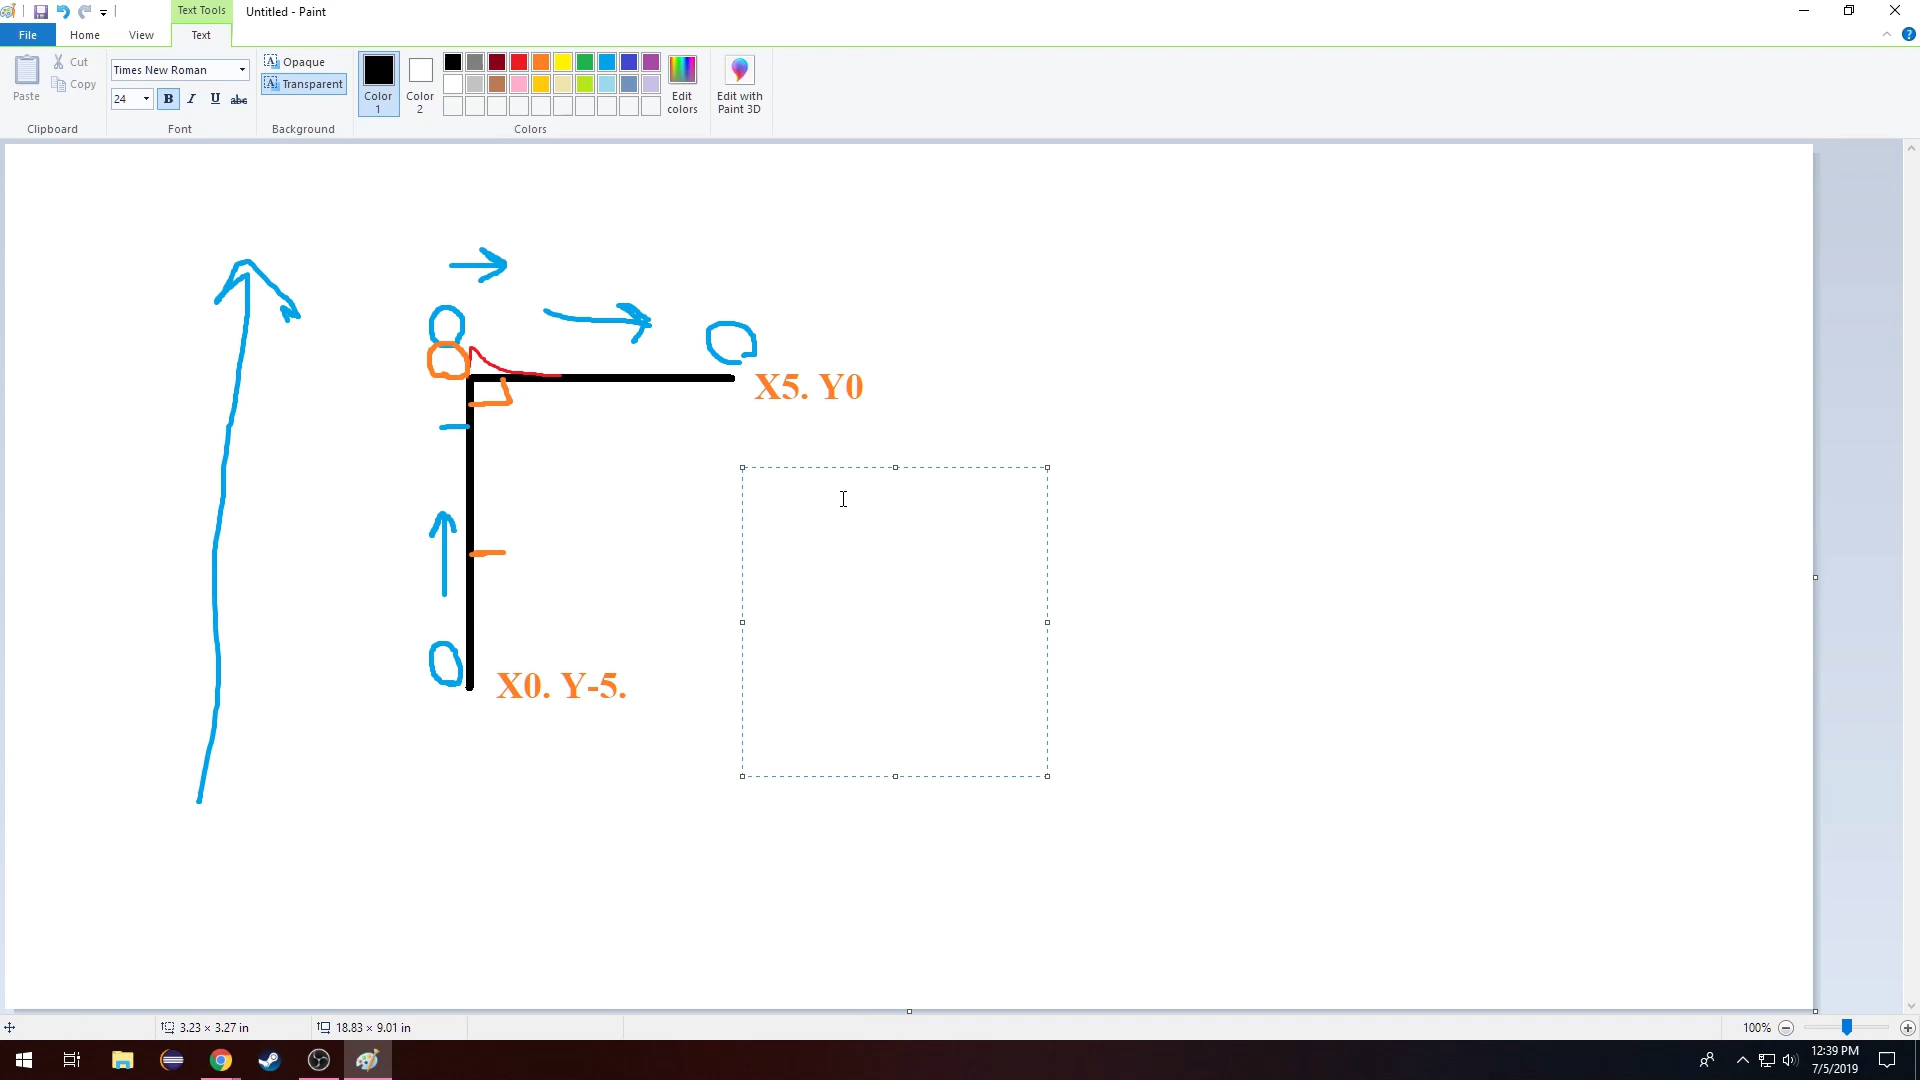 Text Tools
Untitled - Paint
File
Home
View
Text
Paste
Cut
Copy
Clipboard
Times New Roman
24
B
I
U
abc
Font
A Opaque
A Transparent
Background
Color 1
Color 2
Edit colors
Colors
Edit with Paint 3D
X5. Y0
X0. Y-5.
3.23 × 3.27 in
18.83 × 9.01 in
100%
12:39 PM
7/5/2019